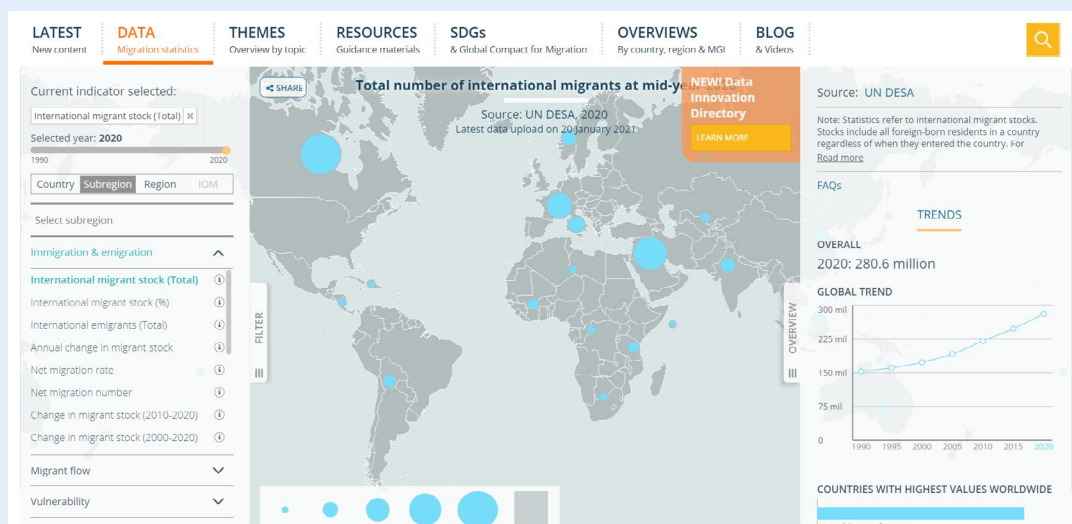 LATEST
New content
DATA
Migration statistics
THEMES
Overview by topic
RESOURCES
Guidance materials
SDGs
& Global Compact for Migration
OVERVIEWS
By country, region & MGI
BLOG
& Videos
Current indicator selected:
International migrant stock (Total)
Selected year: 2020
1990 2020
Country Subregion Region IOM
Select subregion
Immigration & emigration
International migrant stock (Total)
International migrant stock (%)
International emigrants (Total)
Annual change in migrant stock
Net migration rate
Net migration number
Change in migrant stock (2010-2020)
Change in migrant stock (2000-2020)
Migrant flow
Vulnerability
SHARE
FILTER
Total number of international migrants at mid-year 2020
Source: UN DESA, 2020
Latest data upload on 20 January 2021
NEW! Data
Innovation
Directory
LEARN MORE
OVERVIEW
Source: UN DESA
Note: Statistics refer to international migrant stocks.
Stocks include all foreign-born residents in a country
regardless of when they entered the country. For
Read more
FAQs
TRENDS
OVERALL
2020: 280.6 million
GLOBAL TREND
300 mil
225 mil
150 mil
75 mil
0
1990 1995 2000 2005 2010 2015 2020
COUNTRIES WITH HIGHEST VALUES WORLDWIDE